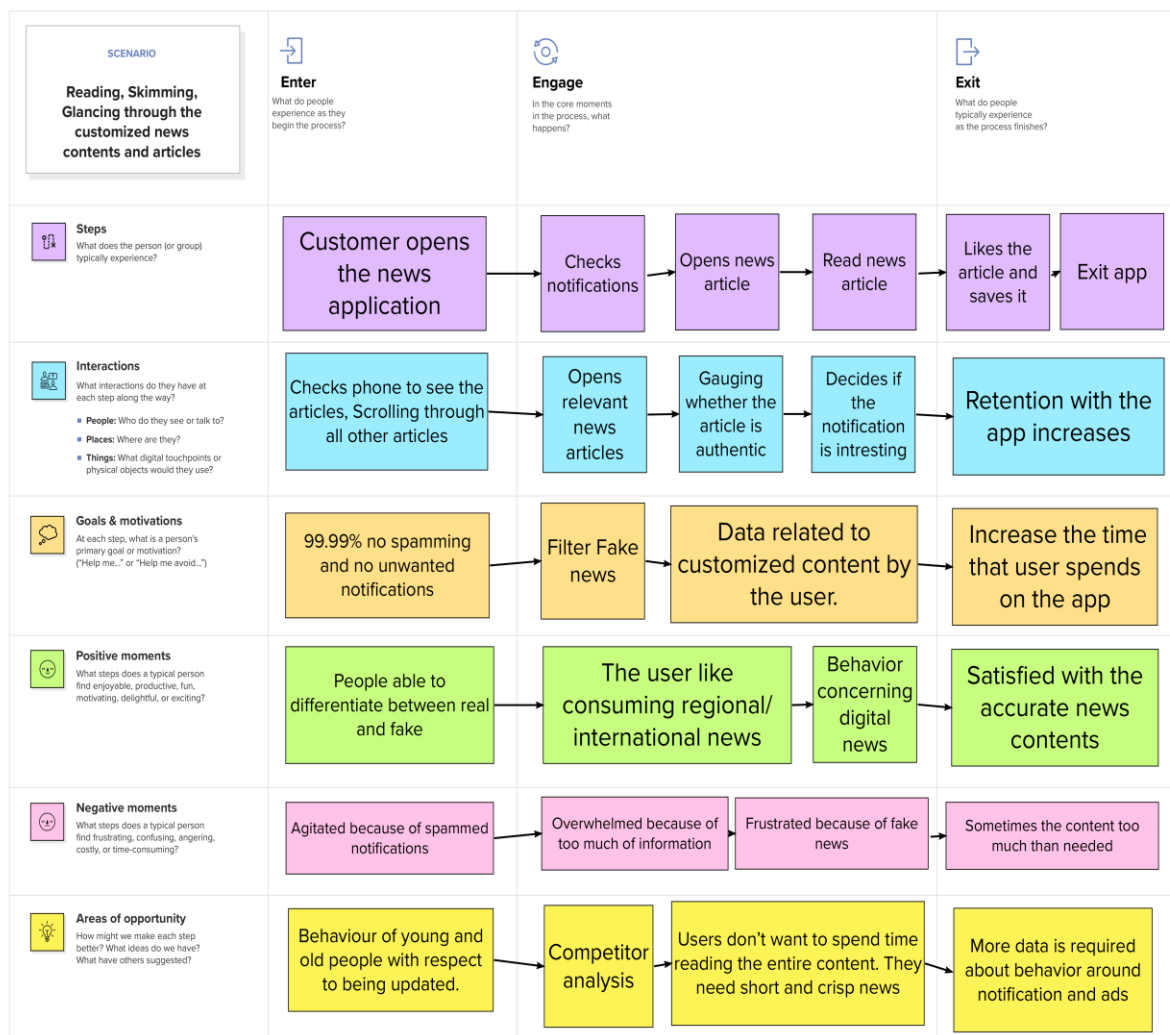 SCENARIO
Reading, Skimming,
Glancing through the
customized news
contents and articles
Enter
What do people
experience as they
begin the process?
Engage
In the core moments
in the process, what
happens?
Exit
What do people
typically experience
as the process finishes?
Steps
What does the person (or group)
typically experience?
Customer opens
the news
application
Checks
notifications
Opens news
article
Read news
article
Likes the
article and
saves it
Exit app
Interactions
What interactions do they have at
each step along the way?
People: Who do they see or talk to?
Places: Where are they?
Things: What digital touchpoints or
physical objects would they use?
Checks phone to see the
articles, Scrolling through
all other articles
Opens
relevant
news
articles
Gauging
whether the
article is
authentic
Decides if
the
notification
is intresting
Retention with the
app increases
Goals & motivations
At each step, what is a person's
primary goal or motivation?
("Help me..." or "Help me avoid...")
99.99% no spamming
and no unwanted
notifications
Filter Fake
news
Data related to
customized content by
the user.
Increase the time
that user spends
on the app
Positive moments
What steps does a typical person
find enjoyable, productive, fun,
motivating, delightful, or exciting?
People able to
differentiate between real
and fake
The user like
consuming regional/
international news
Behavior
concerning
digital
news
Satisfied with the
accurate news
contents
Negative moments
What steps does a typical person
find frustrating, confusing, angering,
costly, or time-consuming?
Agitated because of spammed
notifications
Overwhelmed because of
too much of information
Frustrated because of fake
news
Sometimes the content too
much than needed
Areas of opportunity
How might we make each step
better? What ideas do we have?
What have others suggested?
Behaviour of young and
old people with respect
to being updated.
Competitor
analysis
Users don't want to spend time
reading the entire content. They
need short and crisp news
More data is required
about behavior around
notification and ads